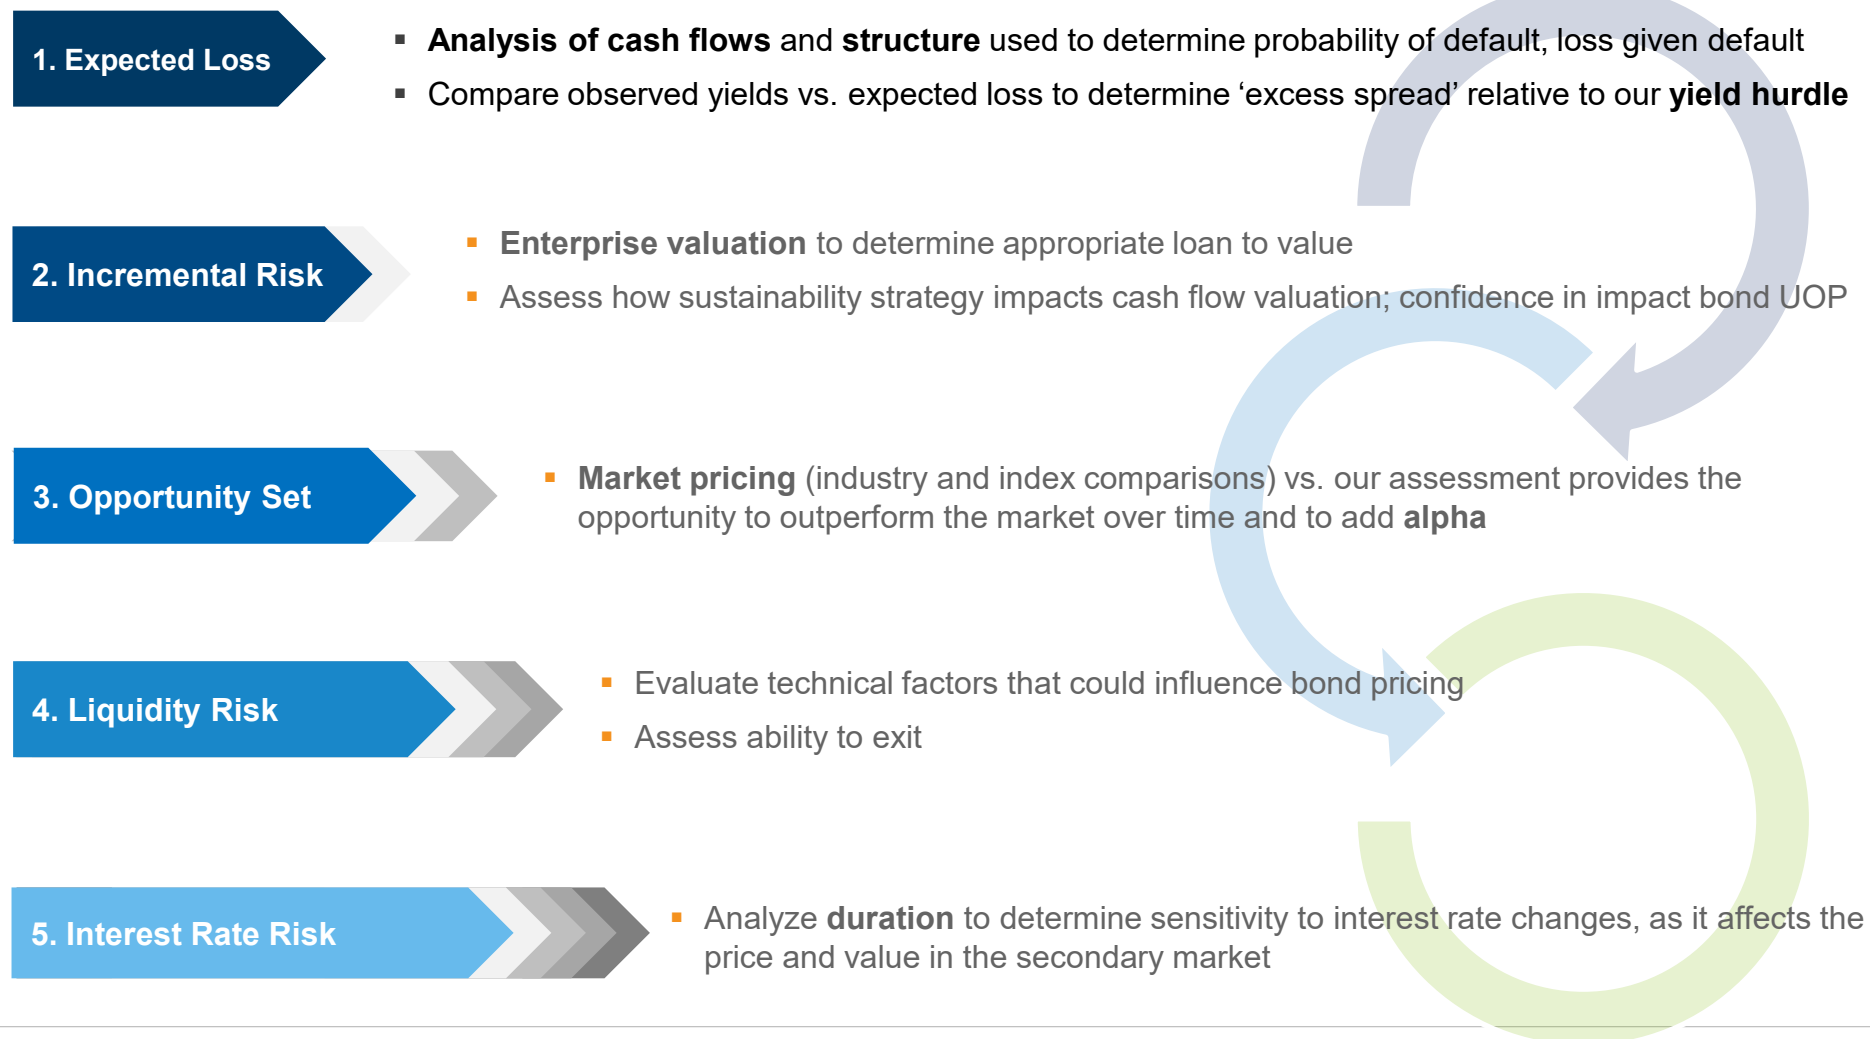 1. Expected Loss
▪ Analysis of cash flows and structure used to determine probability of default, loss given default
▪ Compare observed yields vs. expected loss to determine ‘excess spread’ relative to our yield hurdle
2. Incremental Risk
▪ Enterprise valuation to determine appropriate loan to value
▪ Assess how sustainability strategy impacts cash flow valuation; confidence in impact bond UOP
3. Opportunity Set
▪ Market pricing (industry and index comparisons) vs. our assessment provides the
opportunity to outperform the market over time and to add alpha
4. Liquidity Risk
▪ Evaluate technical factors that could influence bond pricing
▪ Assess ability to exit
5. Interest Rate Risk
▪ Analyze duration to determine sensitivity to interest rate changes, as it affects the
price and value in the secondary market